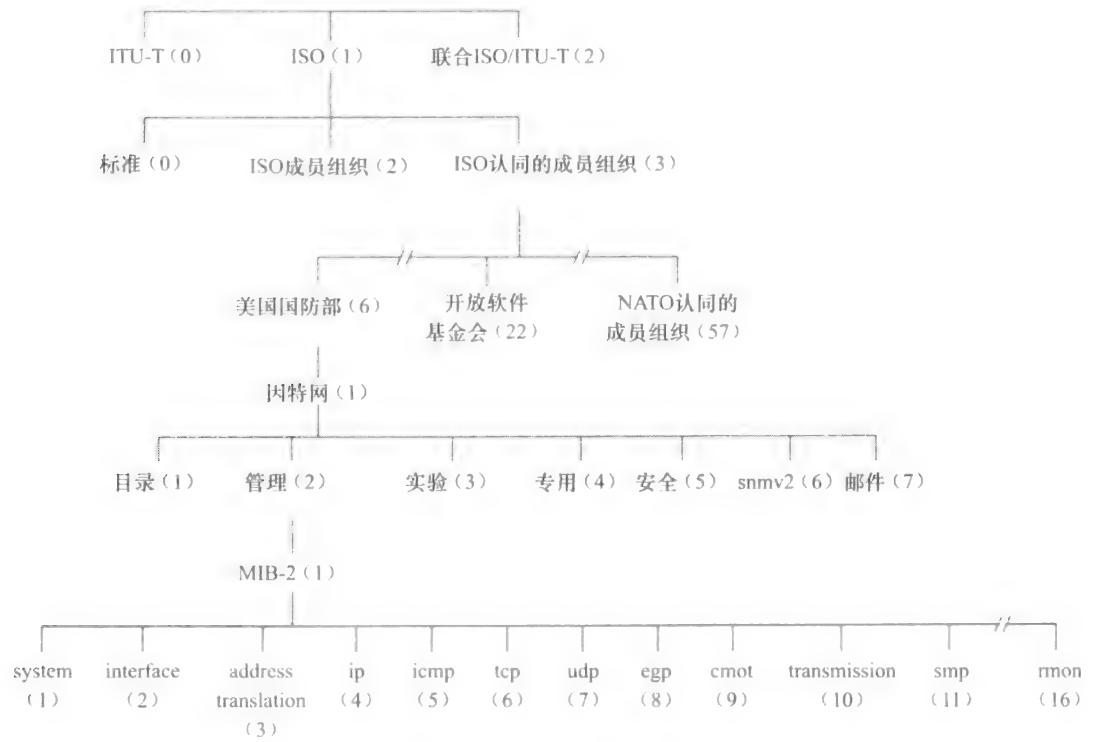 ITU-T（0） ISO（1） 联合ISO/ITU-T（2）
标准（0） ISO成员组织（2） ISO认同的成员组织（3）
美国国防部（6） 开放软件 NATO认同的
基金会（22） 成员组织（57）
因特网（1）
目录（1） 管理（2） 实验（3） 专用（4） 安全（5） snmv2（6） 邮件（7）
MIB-2（1）
system interface address ip icmp tcp udp egp cmot transmission smp rmon
（1） （2） translation （4） （5） （6） （7） （8） （9） （10） （11） （16）
（3）